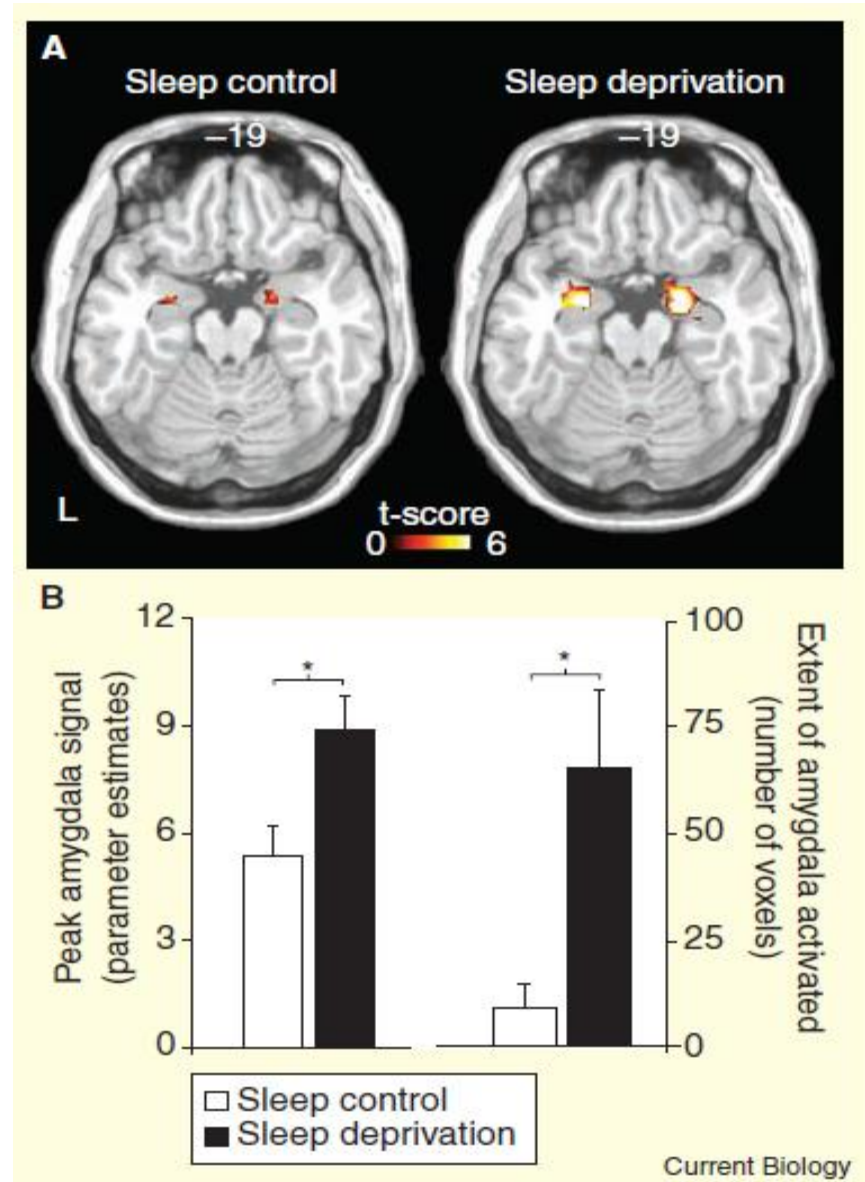 A
Sleep control
Sleep deprivation
–19
–19
L
t-score
0
6
B
12
9
6
3
0
Peak amygdala signal
(parameter estimates)
*
*
100
75
50
25
0
Extent of amygdala activated
(number of voxels)
Sleep control
Sleep deprivation
Current Biology